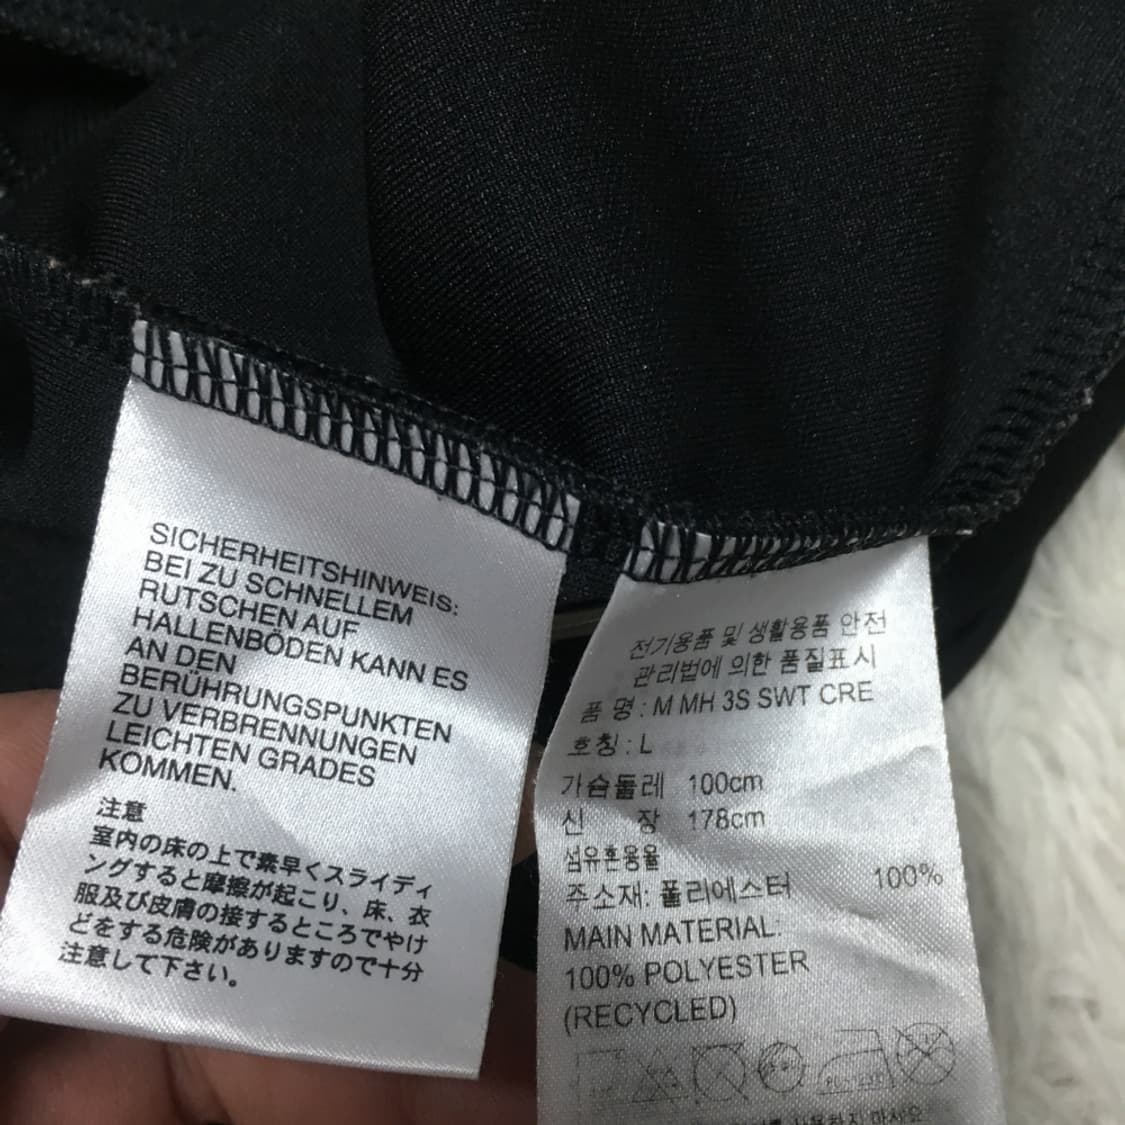 SICHERHEITSHINWEIS:
BEI ZU SCHNELLEM
RUTSCHEN AUF
HALLENBÖDEN KANN ES
AN DEN
BERÜHRUNGSPUNKTEN
ZU VERBRENNUNGEN
LEICHTEN GRADES
KOMMEN.
注意
室内の床の上で素早くスライディ
ングすると摩擦が起こり、床、衣
服及び皮膚の接するところでやけ
どをする危険がありますので十分
注意して下さい。
전기용품 및 생활용품 안전
관리법에 의한 품질표시
품 명 : M MH 3S SWT CRE
호칭 : L
가슴둘레 100cm
신 장 178cm
섬유혼용율
주소재: 폴리에스터 100%
MAIN MATERIAL:
100% POLYESTER
(RECYCLED)
사용하지 마세요